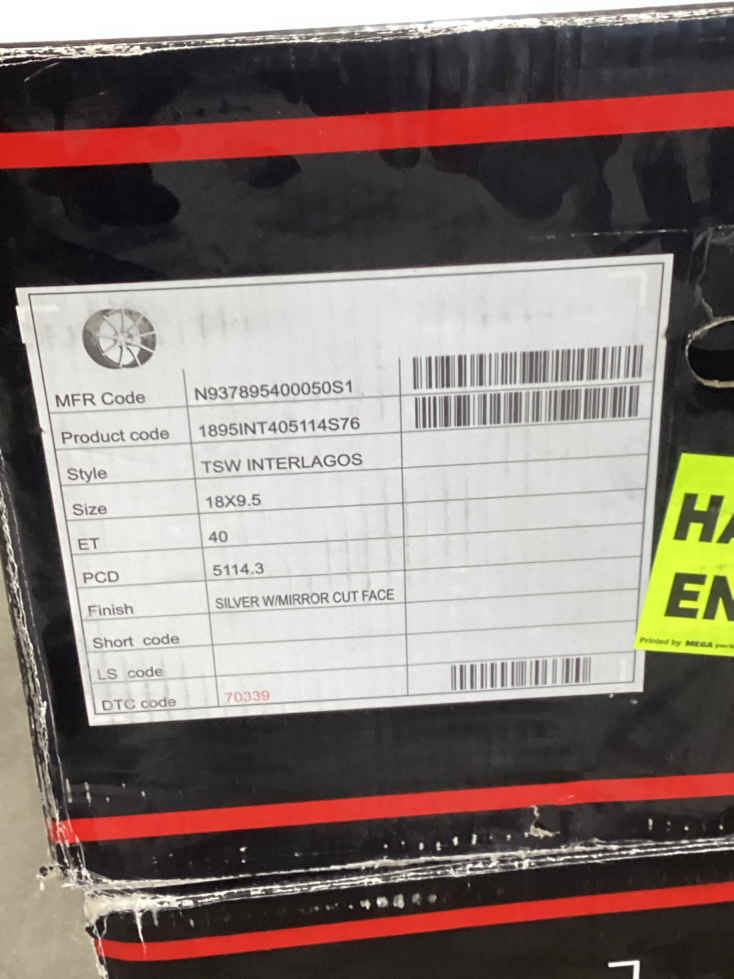 MFR Code N937895400050S1
Product code 1895INT405114S76
Style TSW INTERLAGOS
Size 18X9.5
ET 40
PCD 5114.3
Finish SILVER W/MIRROR CUT FACE
Short code
LS code
DTC code 70339
HA
EN
Printed by MEGA